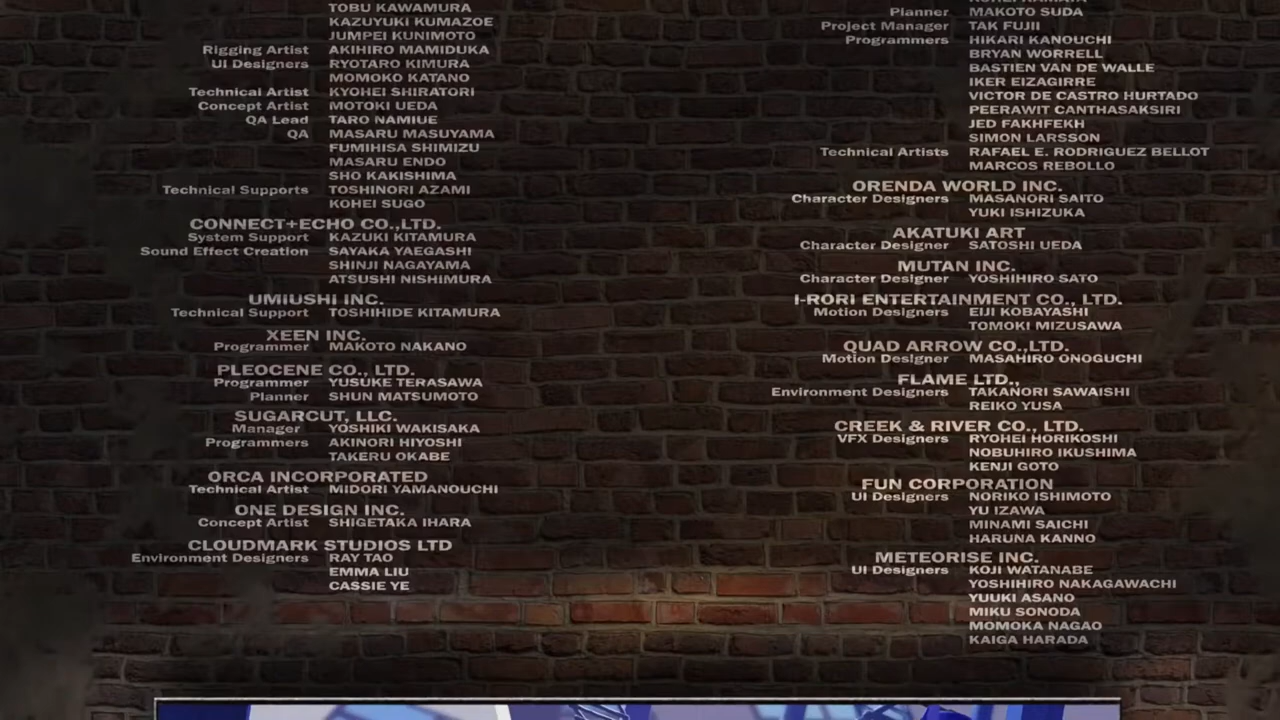 TOBU KAWAMURA
KAZUYUKI KUMAZOE
JUMPEI KUNIMOTO
Rigging Artist AKIHIRO MAMIDUKA
UI Designers RYOTARO KIMURA
MOMOKO KATANO
Technical Artist KYOHEI SHIRATORI
Concept Artist MOTOKI UEDA
QA Lead TARO NAMIUE
QA MASARU MASUYAMA
FUMIHISA SHIMIZU
MASARU ENDO
SHO KAKISHIMA
Technical Supports TOSHINORI AZAMI
KOHEI SUGO
CONNECT+ECHO CO.,LTD.
System Support KAZUKI KITAMURA
Sound Effect Creation SAYAKA YAEGASHI
SHINJI NAGAYAMA
ATSUSHI NISHIMURA
UMIUSHI INC.
Technical Support TOSHIHIDE KITAMURA
XEEN INC.
Programmer MAKOTO NAKANO
PLEOCENE CO., LTD.
Programmer YUSUKE TERASAWA
Planner SHUN MATSUMOTO
SUGARCUT, LLC.
Manager YOSHIKI WAKISAKA
Programmers AKINORI HIYOSHI
TAKERU OKABE
ORCA INCORPORATED
Technical Artist MIDORI YAMANOUCHI
ONE DESIGN INC.
Concept Artist SHIGETAKA IHARA
CLOUDMARK STUDIOS LTD
Environment Designers RAY TAO
EMMA LIU
CASSIE YE
Planner MAKOTO SUDA
Project Manager TAK FUJII
Programmers HIKARI KANOUCHI
BRYAN WORRELL
BASTIEN VAN DE WALLE
IKER EIZAGIRRE
VICTOR DE CASTRO HURTADO
PEERAWIT CANTHASAKSIRI
JED FAKHFEKH
SIMON LARSSON
Technical Artists RAFAEL E. RODRIGUEZ BELLOT
MARCOS REBOLLO
ORENDA WORLD INC.
Character Designers MASANORI SAITO
YUKI ISHIZUKA
AKATUKI ART
Character Designer SATOSHI UEDA
MUTAN INC.
Character Designer YOSHIHIRO SATO
I-RORI ENTERTAINMENT CO., LTD.
Motion Designers EIJI KOBAYASHI
TOMOKI MIZUSAWA
QUAD ARROW CO.,LTD.
Motion Designer MASAHIRO ONOGUCHI
FLAME LTD.,
Environment Designers TAKANORI SAWAISHI
REIKO YUSA
CREEK & RIVER CO., LTD.
VFX Designers RYOHEI HORIKOSHI
NOBUHIRO IKUSHIMA
KENJI GOTO
FUN CORPORATION
UI Designers NORIKO ISHIMOTO
YU IZAWA
MINAMI SAICHI
HARUNA KANNO
METEORISE INC.
UI Designers KOJI WATANABE
YOSHIHIRO NAKAGAWACHI
YUUKI ASANO
MIKU SONODA
MOMOKA NAGAO
KAIGA HARADA